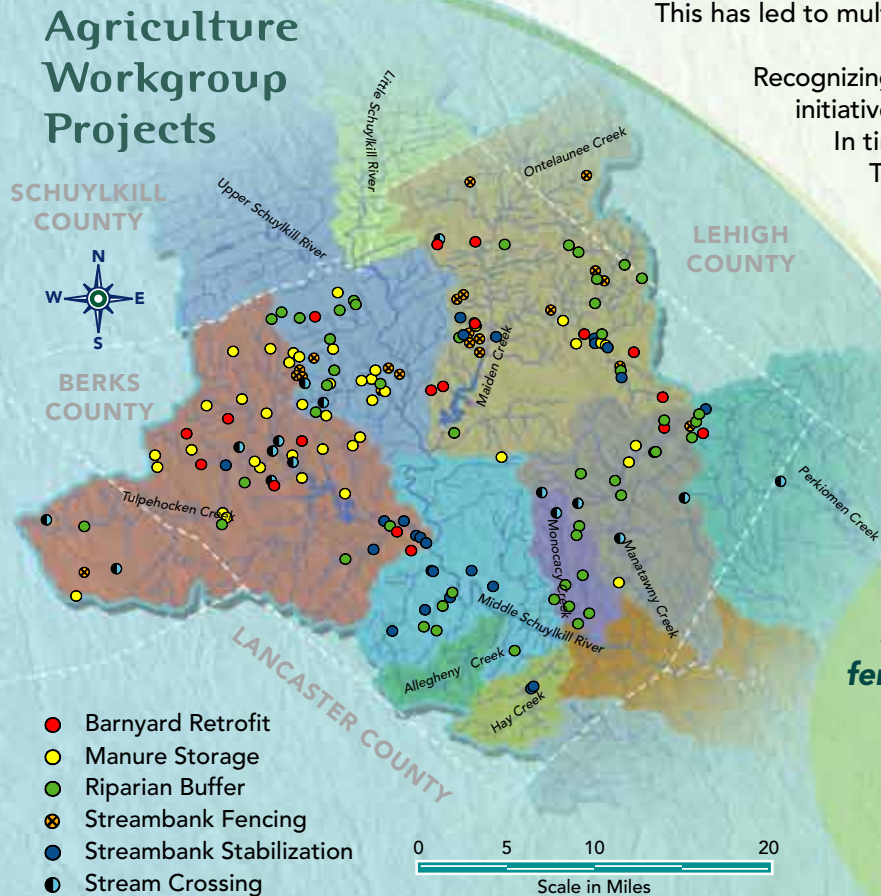 This has led to mul
Recognizing
initiative
In ti
T
Agriculture
Workgroup
Projects
Little Schuylkill River
Ontelaunee Creek
Upper Schuylkill River
SCHUYLKILL
COUNTY
LEHIGH
COUNTY
N
W E
S
BERKS
COUNTY
Maiden Creek
Perkiomen Creek
Tulpehocken Creek
Monocacy Creek
Manatawny Creek
Middle Schuylkill River
Allegheny Creek
Hay Creek
LANCASTER COUNTY
fer
Barnyard Retrofit
Manure Storage
Riparian Buffer
Streambank Fencing
Streambank Stabilization
Stream Crossing
0 5 10 20
Scale in Miles